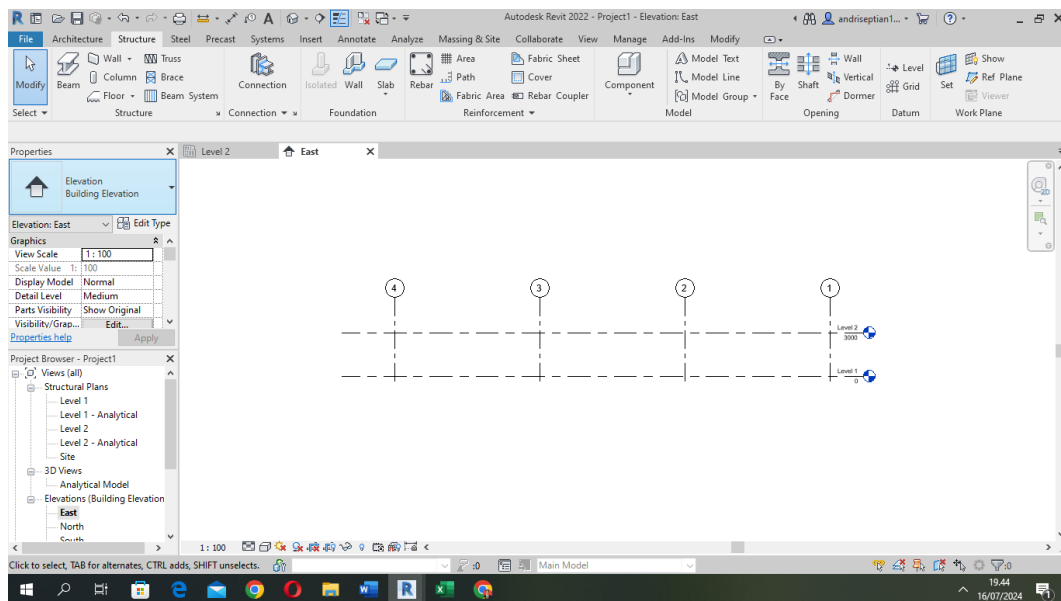 Autodesk Revit 2022 - Project1 - Elevation: East
andriseptian1...
File Architecture Structure Steel Precast Systems Insert Annotate Analyze Massing & Site Collaborate View Manage Add-Ins Modify
Modify
Beam
Wall
Truss
Column
Brace
Floor
Beam System
Connection
Isolated
Wall
Slab
Rebar
Area
Path
Fabric Area
Fabric Sheet
Cover
Rebar Coupler
Component
Model Text
Model Line
Model Group
By Face
Shaft
Wall
Vertical
Dormer
Level
Grid
Set
Show
Ref Plane
Viewer
Select Structure Connection Foundation Reinforcement Model Opening Datum Work Plane
Properties
Level 2
East
Elevation
Building Elevation
Elevation: East
Edit Type
Graphics
View Scale 1 : 100
Scale Value 1: 100
Display Model Normal
Detail Level Medium
Parts Visibility Show Original
Visibility/Grap... Edit...
Properties help
Apply
Project Browser - Project1
Views (all)
Structural Plans
Level 1
Level 1 - Analytical
Level 2
Level 2 - Analytical
Site
3D Views
Analytical Model
Elevations (Building Elevation
East
North
South
2D
4 3 2 1
Level 2
3000
Level 1
0
1 : 100
Click to select, TAB for alternates, CTRL adds, SHIFT unselects.
:0
Main Model
:0
19.44
16/07/2024